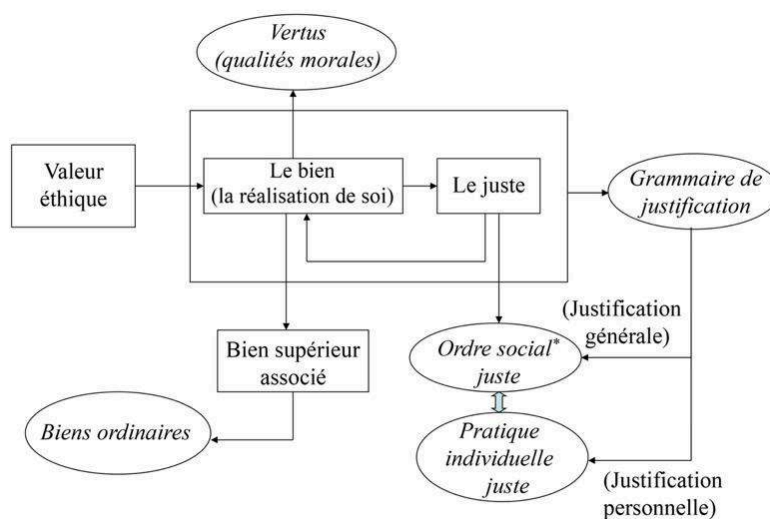 Vertus
(qualités morales)
Valeur
éthique
Le bien
(la réalisation de soi)
Le juste
Grammaire de
justification
(Justification
générale)
Bien supérieur
associé
Ordre social*
juste
Biens ordinaires
Pratique
individuelle
juste
(Justification
personnelle)